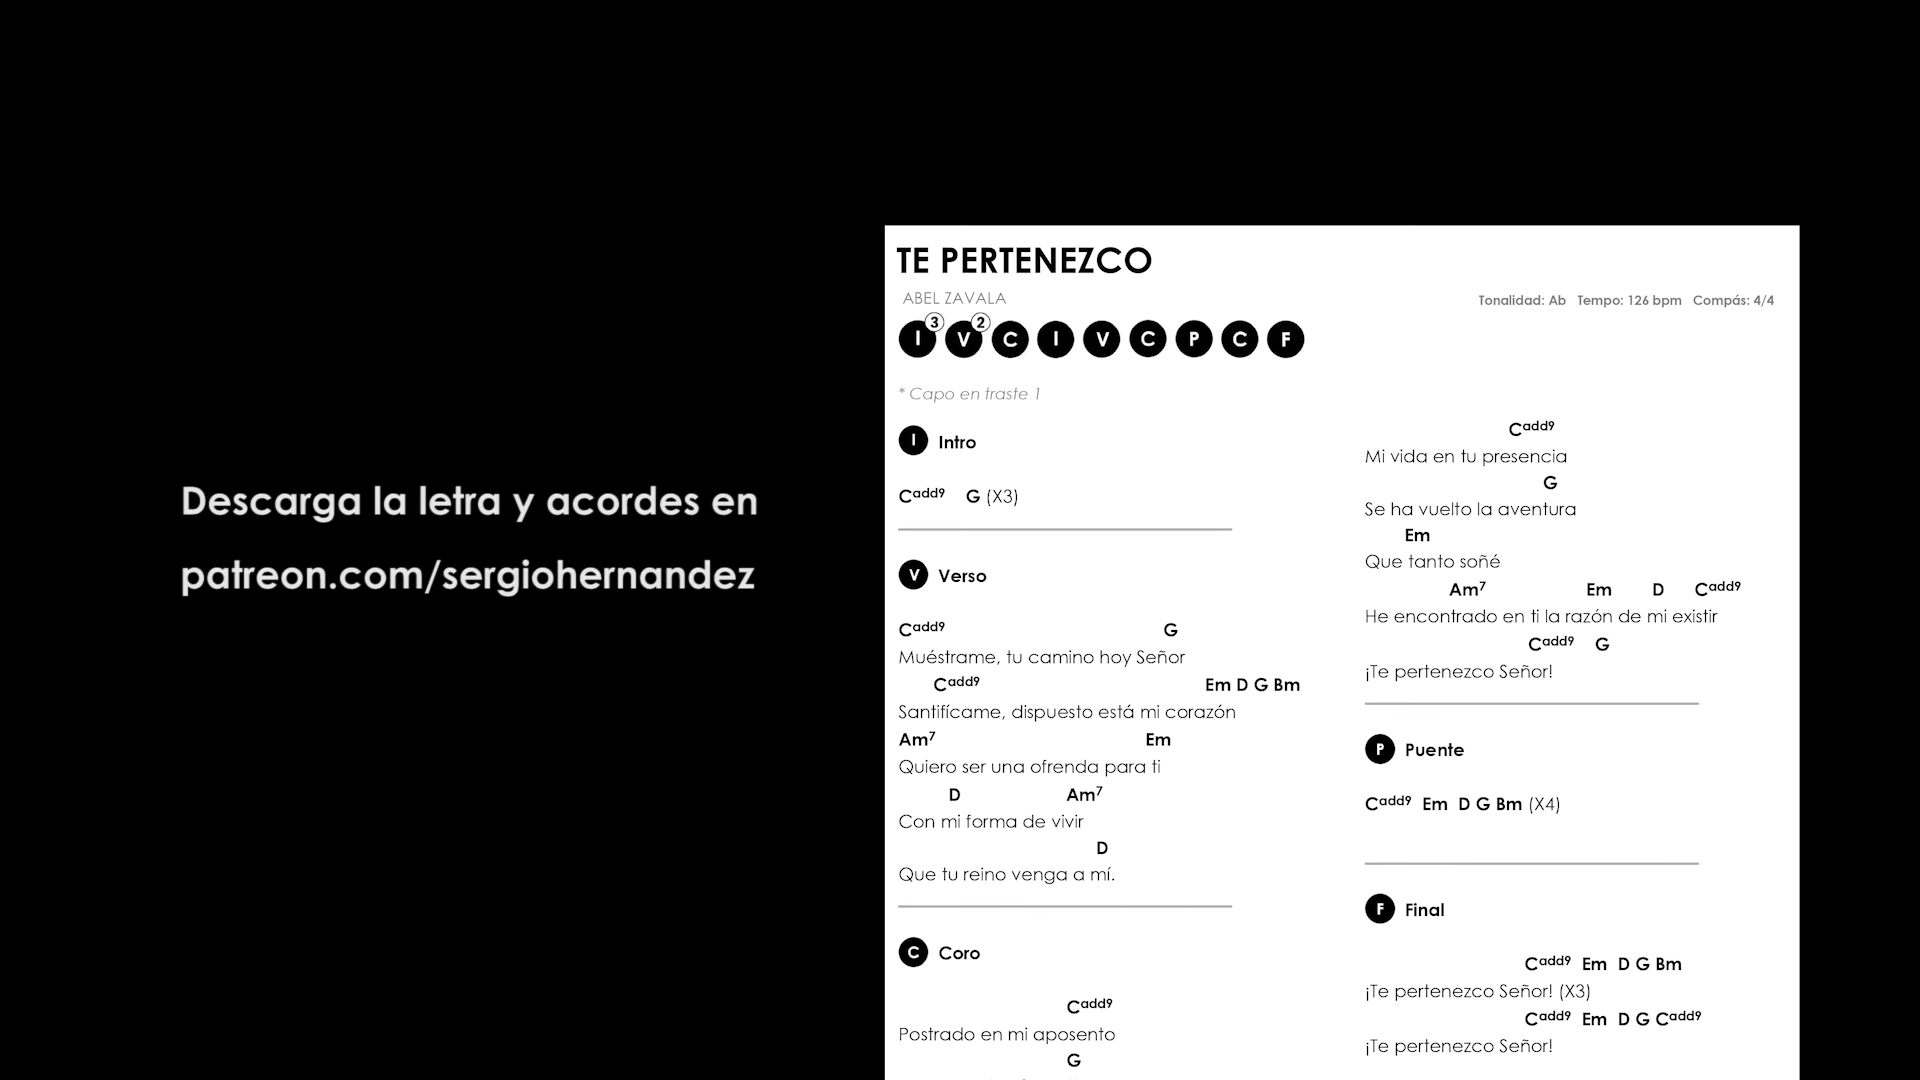 Descarga la letra y acordes en
patreon.com/sergiohernandez
TE PERTENEZCO
ABEL ZAVALA
Tonalidad: Ab Tempo: 126 bpm Compás: 4/4
3 2
I V C I V C P C F
* Capo en traste 1
I Intro
Cadd9 G (X3)
V Verso
Cadd9 G
Muéstrame, tu camino hoy Señor
Cadd9 Em D G Bm
Santifícame, dispuesto está mi corazón
Am7 Em
Quiero ser una ofrenda para ti
D Am7
Con mi forma de vivir
D
Que tu reino venga a mí.
C Coro
Cadd9
Postrado en mi aposento
G
Cadd9
Mi vida en tu presencia
G
Se ha vuelto la aventura
Em
Que tanto soñé
Am7 Em D Cadd9
He encontrado en ti la razón de mi existir
Cadd9 G
¡Te pertenezco Señor!
P Puente
Cadd9 Em D G Bm (X4)
F Final
Cadd9 Em D G Bm
¡Te pertenezco Señor! (X3)
Cadd9 Em D G Cadd9
¡Te pertenezco Señor!